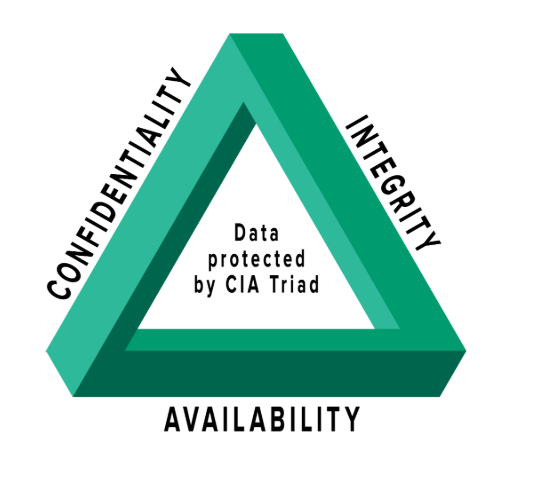 CONFIDENTIALITY
INTEGRITY
Data
protected
by CIA Triad
AVAILABILITY